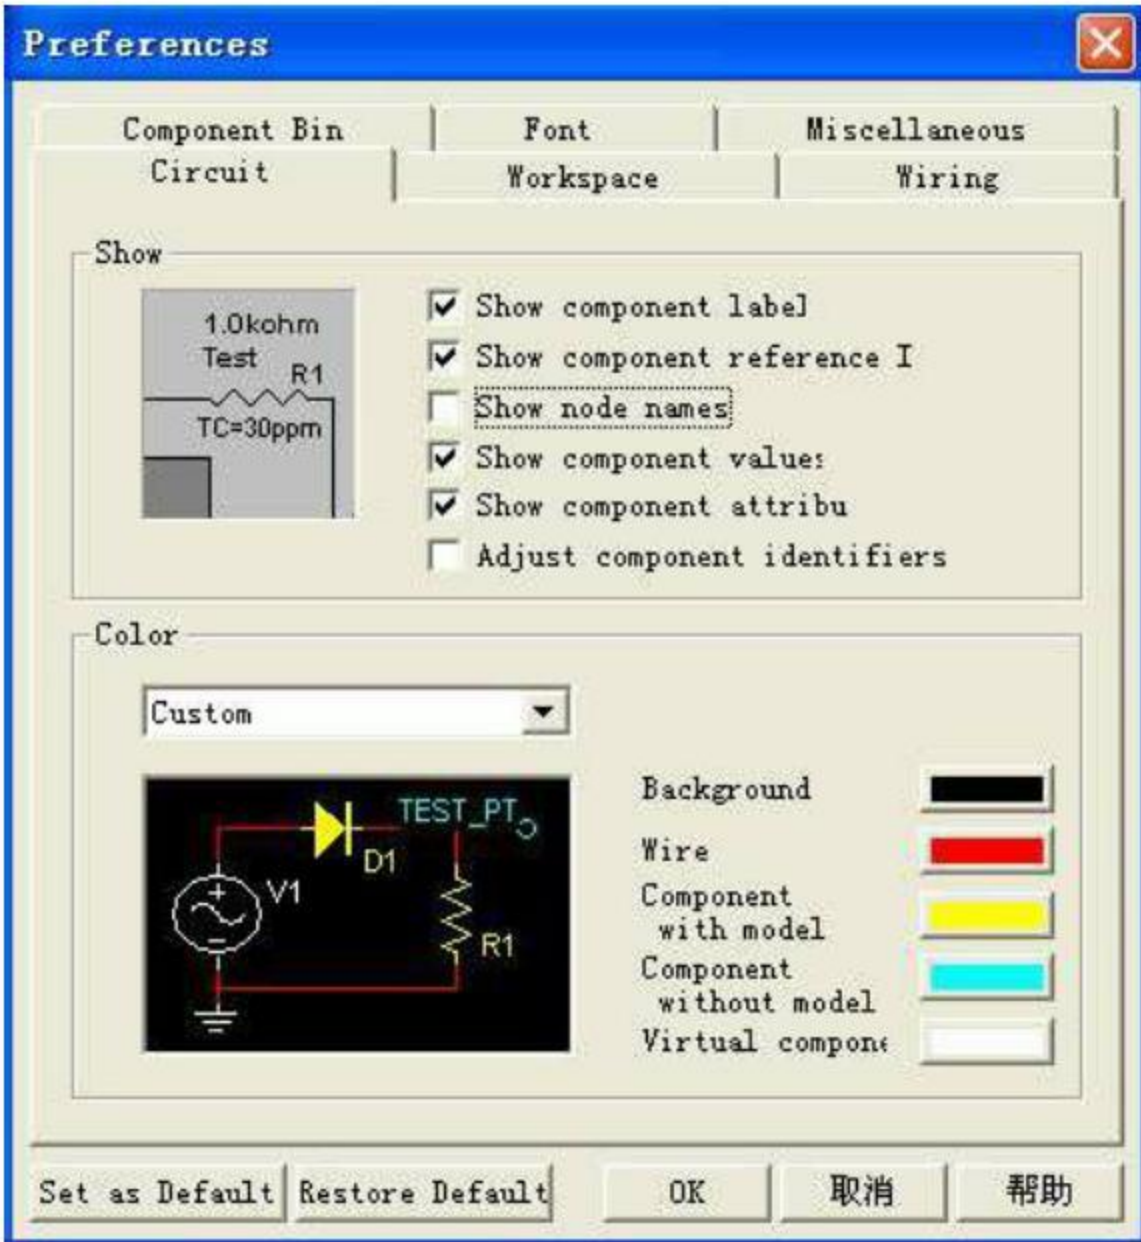 Preferences
Component Bin
Font
Miscellaneous
Circuit
Workspace
Wiring
Show
1.0kohm
Test
R1
TC=30ppm
Show component label
Show component reference I
Show node names
Show component values
Show component attribu
Adjust component identifiers
Color
Custom
TEST_PT
D1
V1
R1
Background
Wire
Component
with model
Component
without model
Virtual compone
Set as Default
Restore Default
OK
取消
帮助